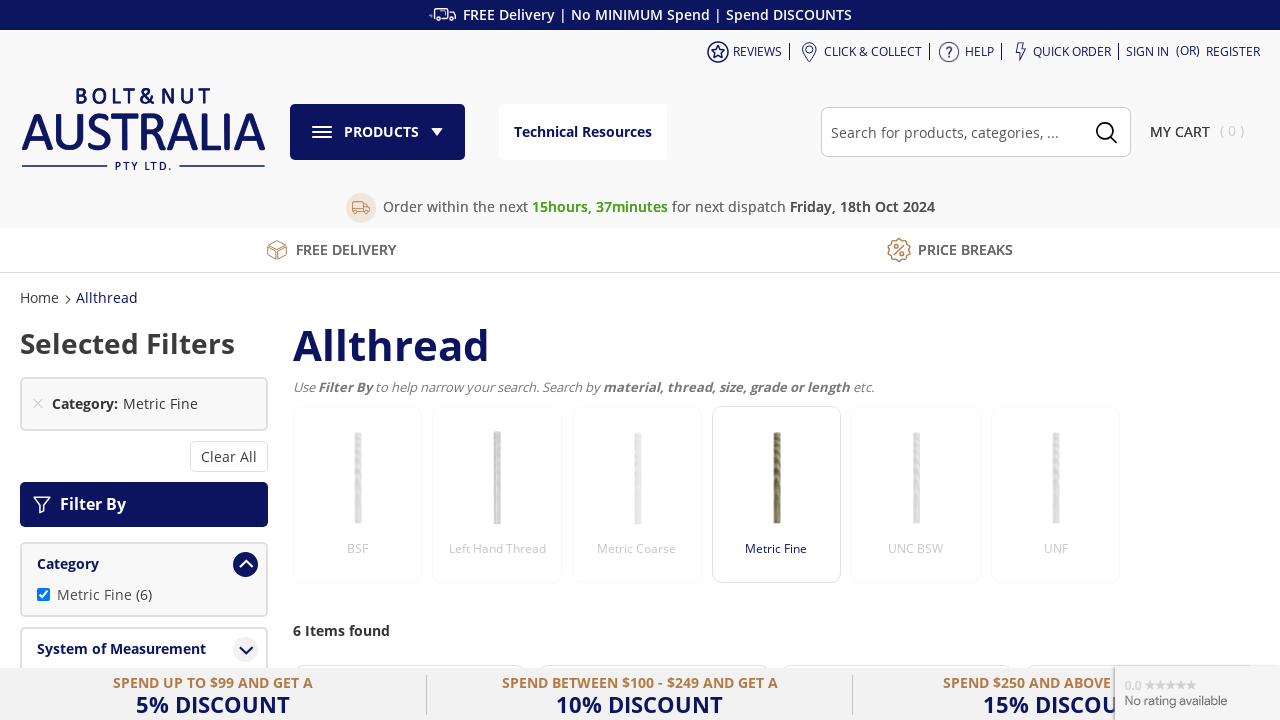 FREE Delivery | No MINIMUM Spend | Spend DISCOUNTS
REVIEWS
CLICK & COLLECT
HELP
QUICK ORDER
SIGN IN (OR) REGISTER
BOLT & NUT
AUSTRALIA
PTY LTD.
PRODUCTS
Technical Resources
Search for products, categories, ...
MY CART ( 0 )
Order within the next 15hours, 37minutes for next dispatch Friday, 18th Oct 2024
FREE DELIVERY
PRICE BREAKS
Home > Allthread
Selected Filters
Category: Metric Fine
Clear All
Filter By
Category
Metric Fine (6)
System of Measurement
Allthread
Use Filter By to help narrow your search. Search by material, thread, size, grade or length etc.
BSF
Left Hand Thread
Metric Coarse
Metric Fine
UNC BSW
UNF
6 Items found
SPEND UP TO $99 AND GET A
5% DISCOUNT
SPEND BETWEEN $100 - $249 AND GET A
10% DISCOUNT
SPEND $250 AND ABOVE
15% DISCOU
0.0 ★★★★★
No rating available